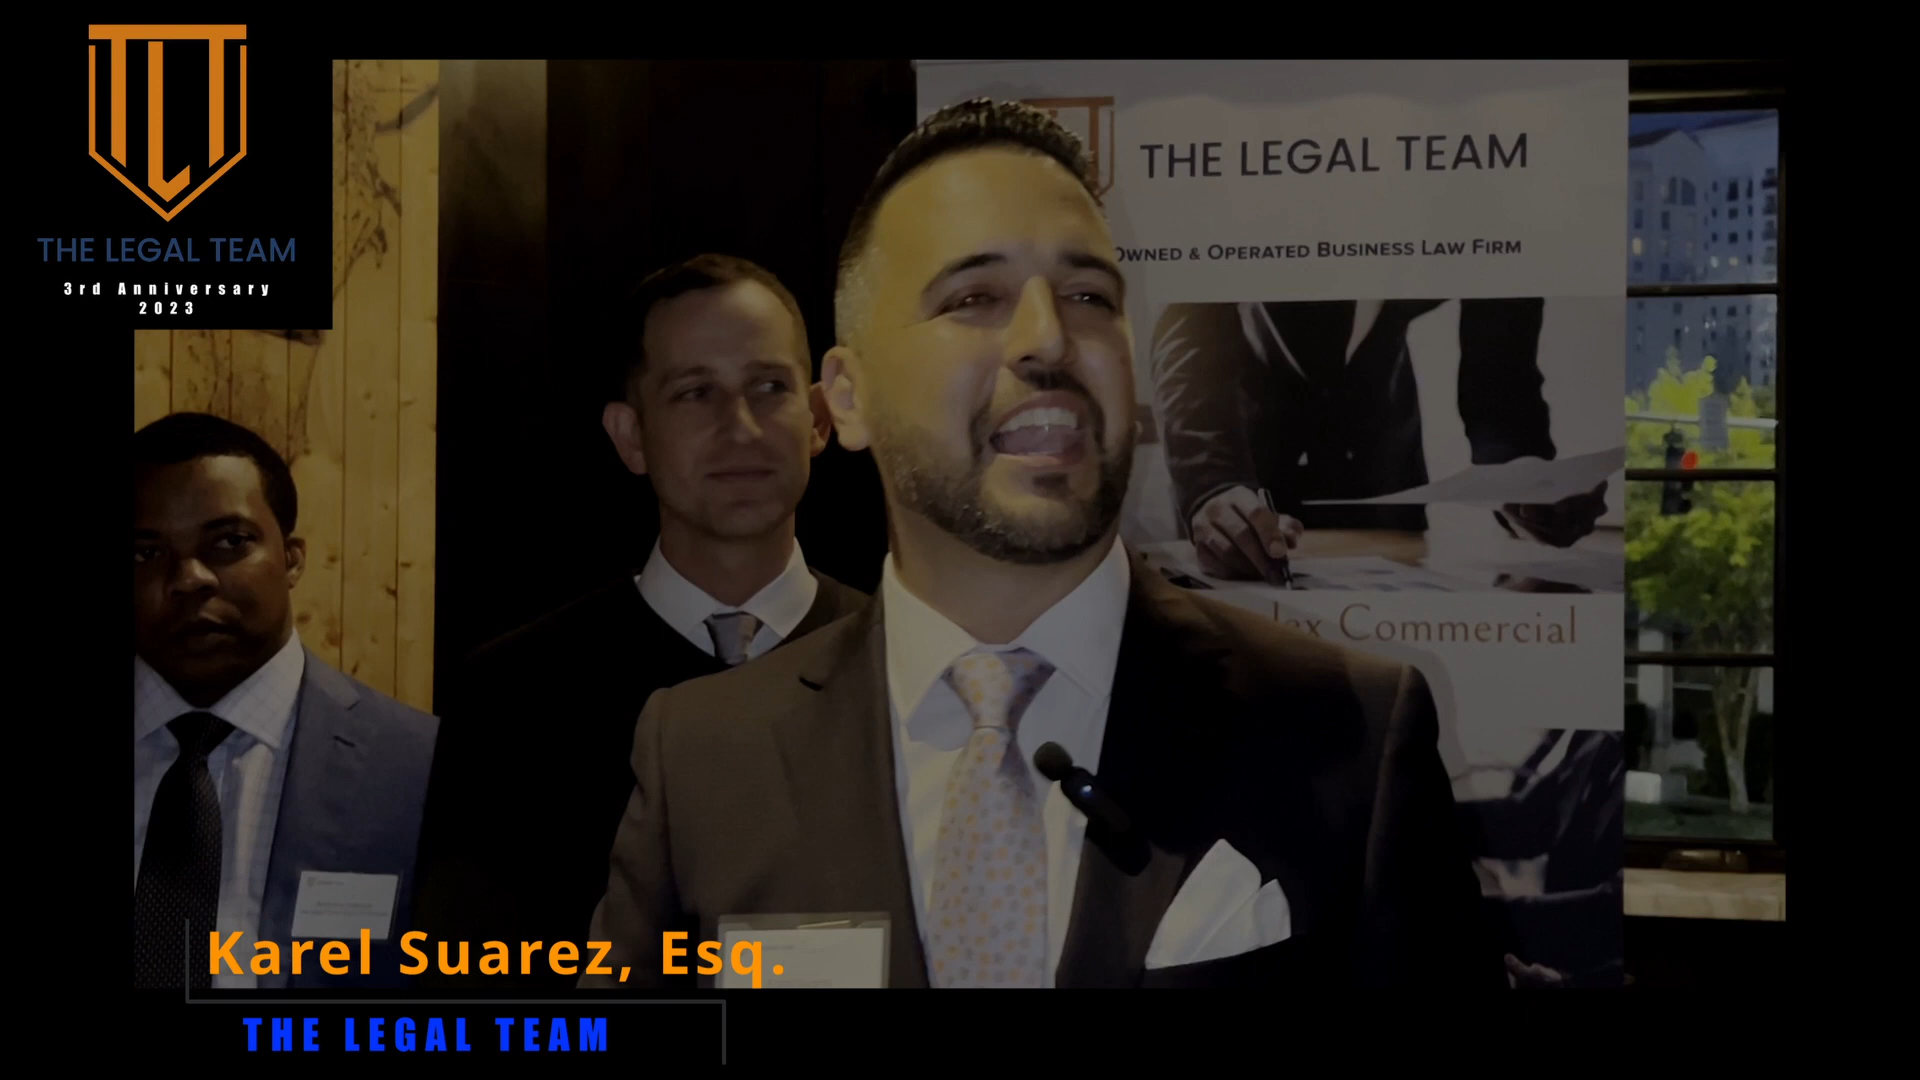 THE LEGAL TEAM
3rd Anniversary
2023
THE LEGAL TEAM
OWNED & OPERATED BUSINESS LAW FIRM
Commercial
Karel Suarez, Esq.
THE LEGAL TEAM